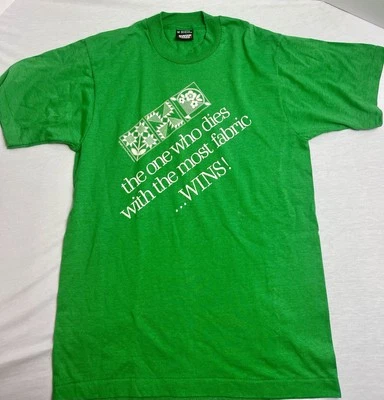 the one who dies
with the most fabric
...WINS!